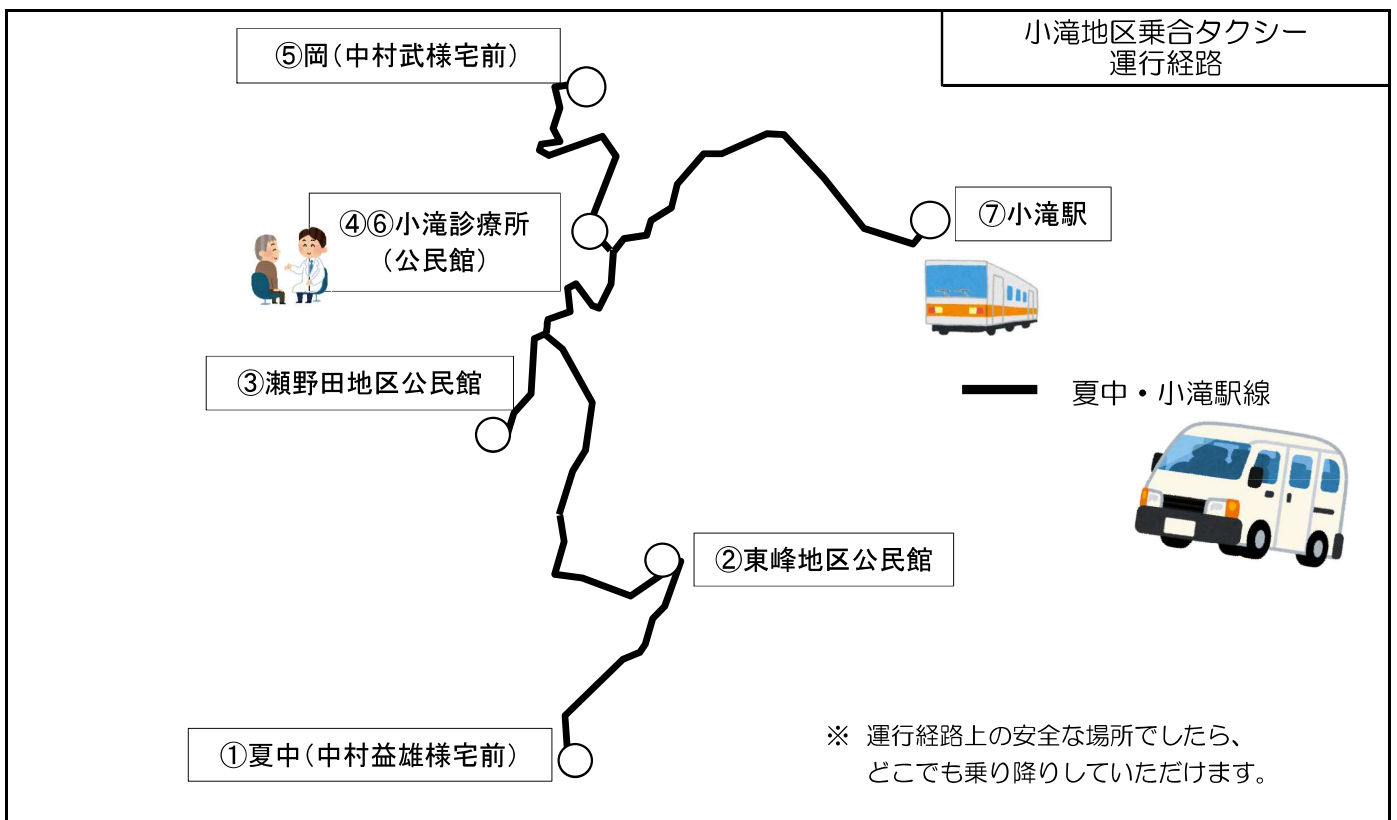 小滝地区乗合タクシー
運行経路
⑤岡(中村武様宅前)
④⑥小滝診療所
(公民館)
⑦小滝駅
③瀬野田地区公民館
夏中・小滝駅線
②東峰地区公民館
①夏中(中村益雄様宅前)
※ 運行経路上の安全な場所でしたら、
どこでも乗り降りしていただけます。